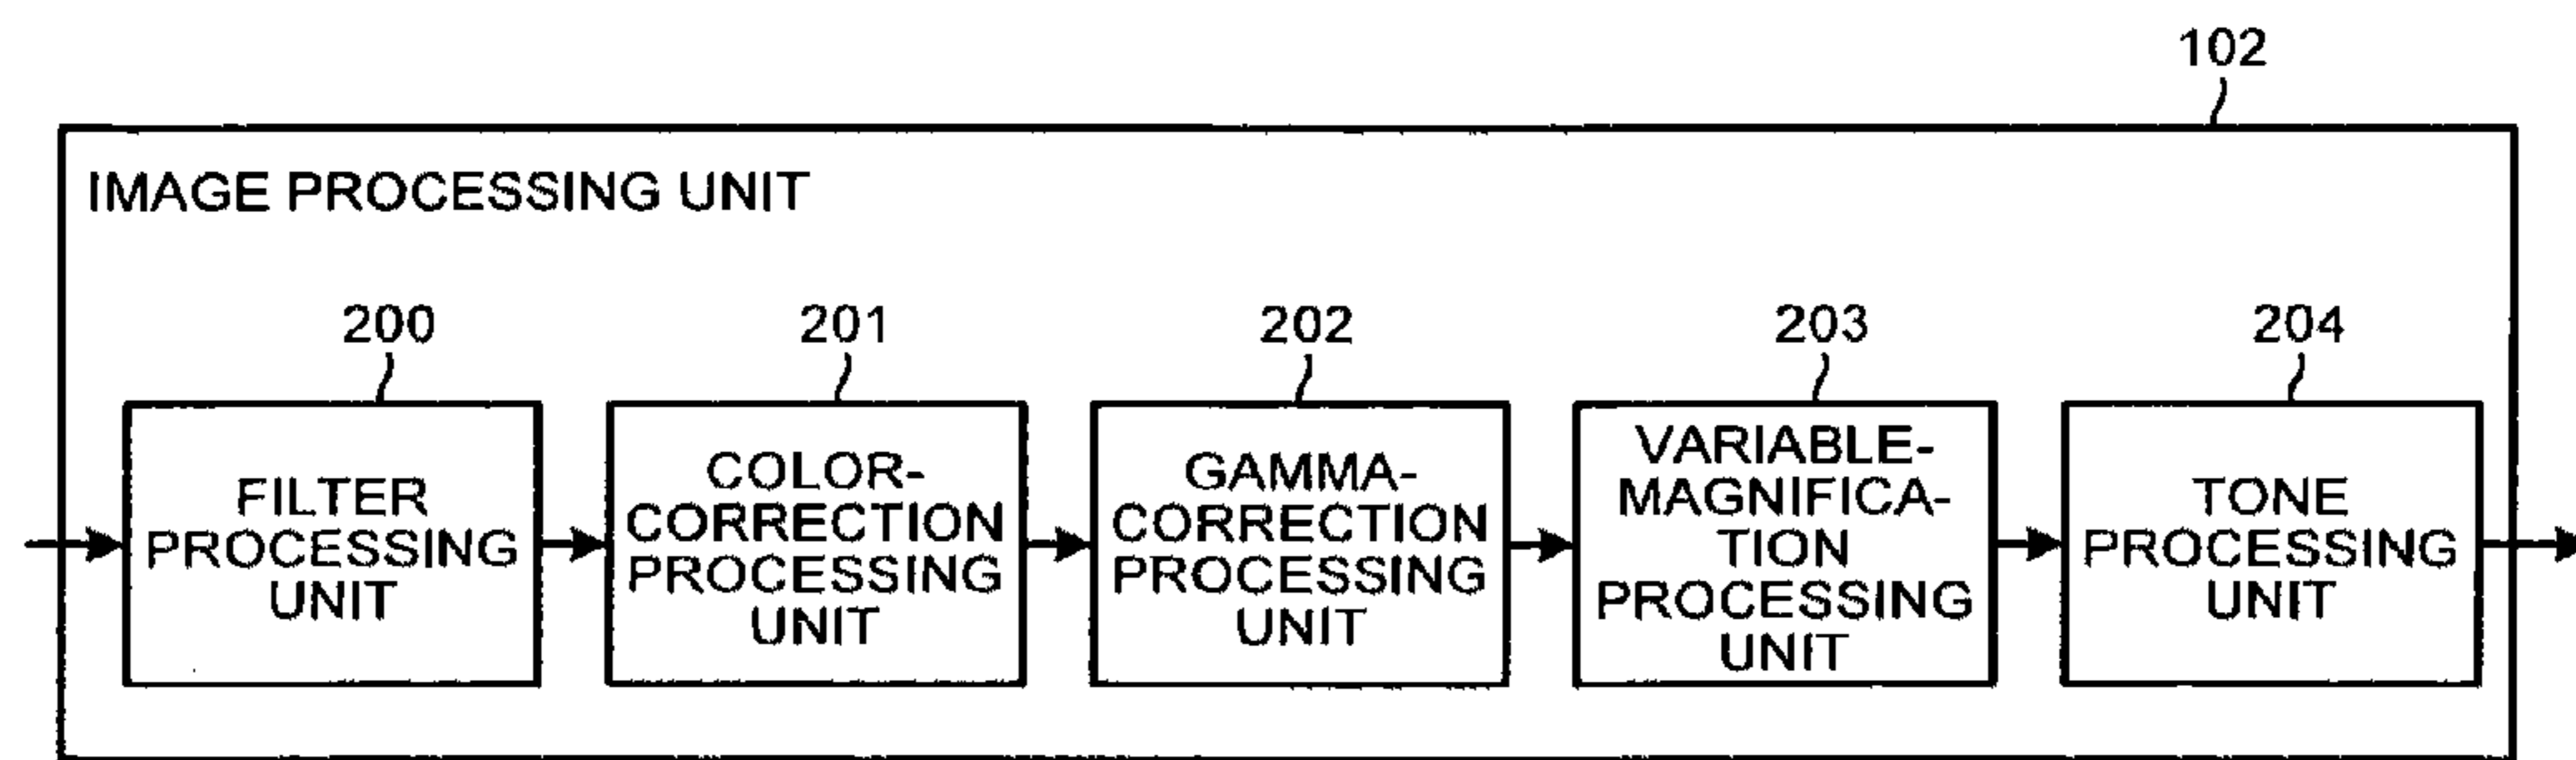 102
IMAGE PROCESSING UNIT
200
201
202
203
204
FILTER
PROCESSING
UNIT
COLOR-
CORRECTION
PROCESSING
UNIT
GAMMA-
CORRECTION
PROCESSING
UNIT
VARIABLE-
MAGNIFICA-
TION
PROCESSING
UNIT
TONE
PROCESSING
UNIT